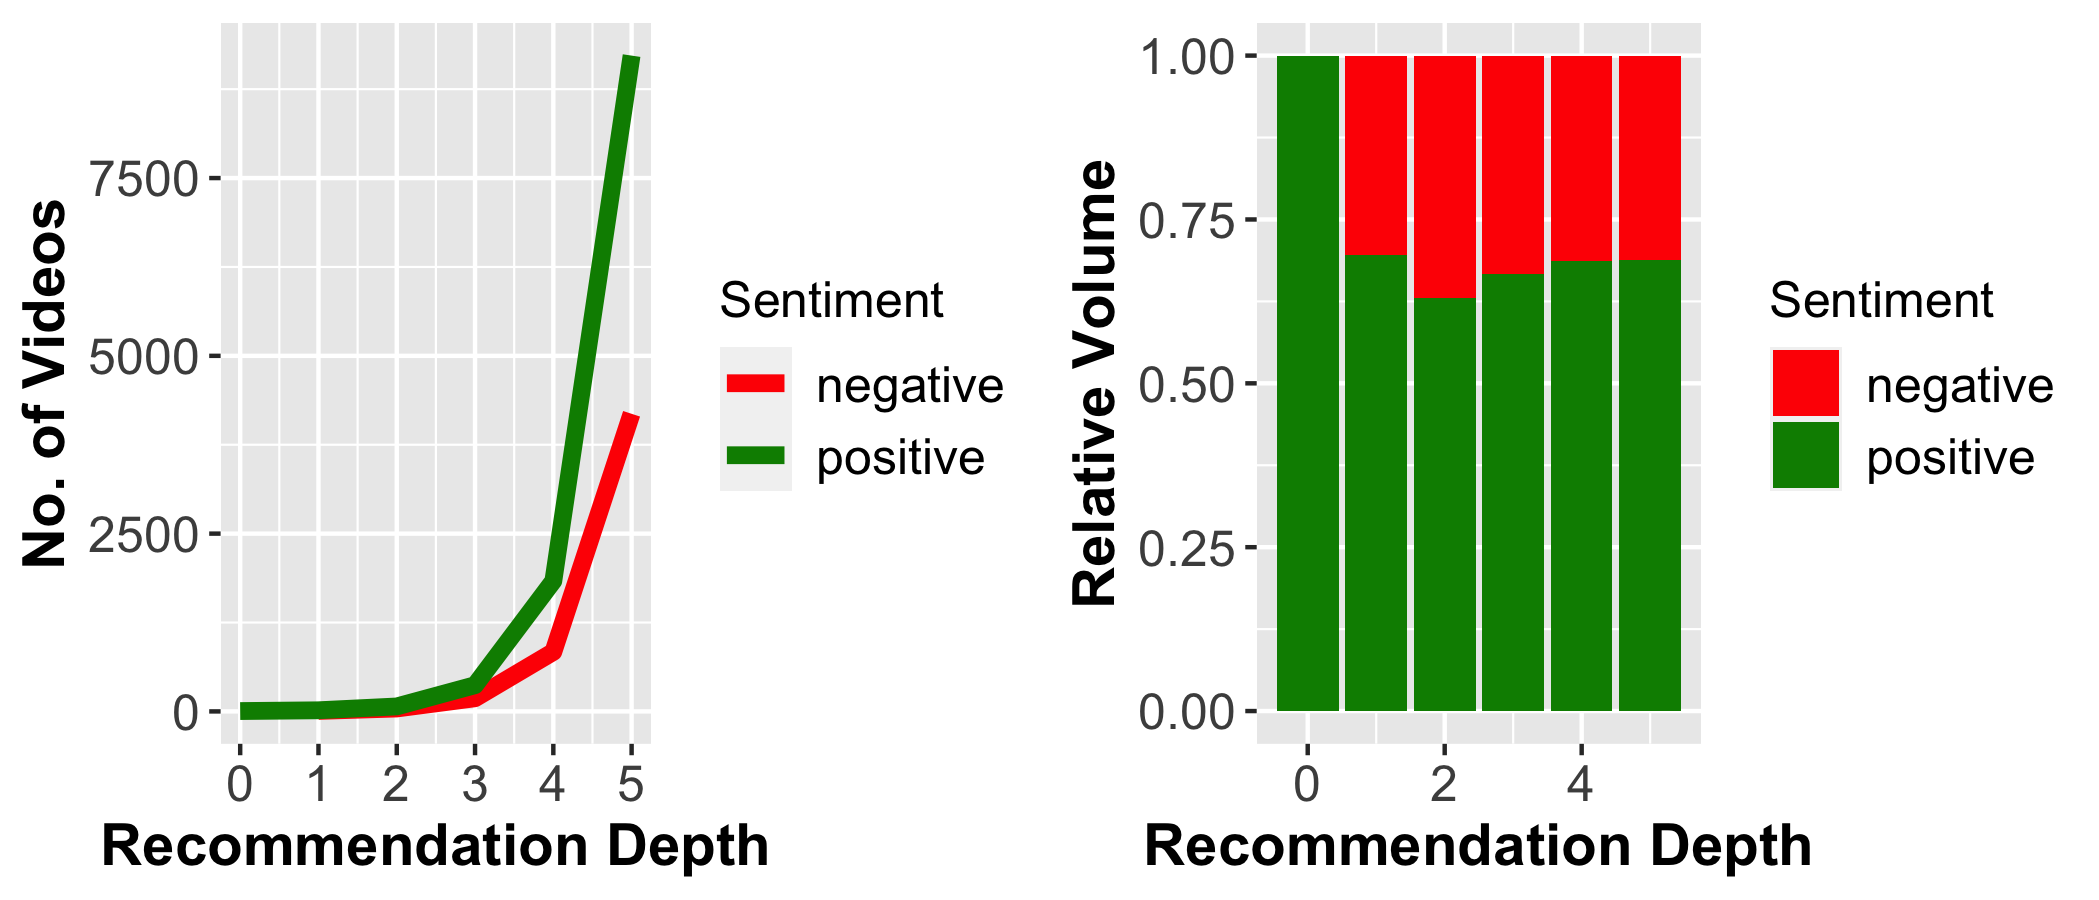 No. of Videos
7500
5000
2500
0
0 1 2 3 4 5
Recommendation Depth
Sentiment
negative
positive
Relative Volume
1.00
0.75
0.50
0.25
0.00
0 2 4
Recommendation Depth
Sentiment
negative
positive